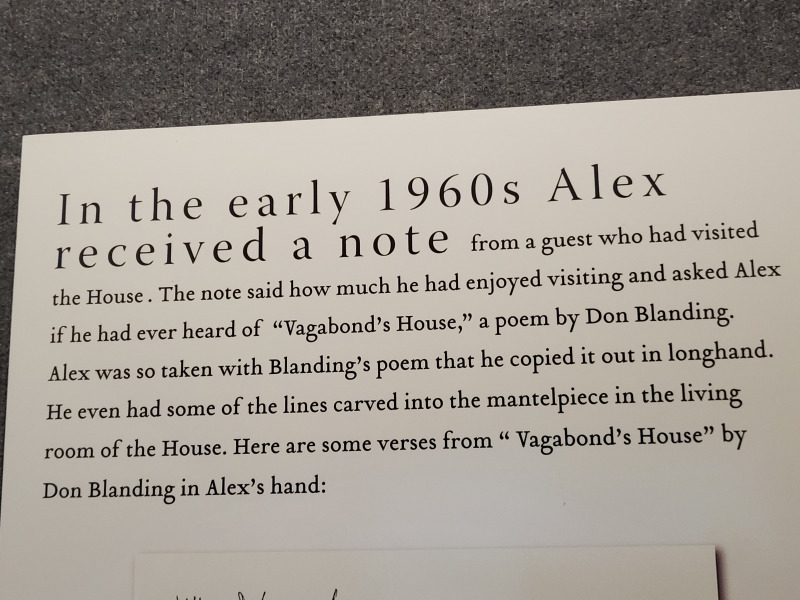 In the early 1960s Alex
received a note from a guest who had visited
the House . The note said how much he had enjoyed visiting and asked Alex
if he had ever heard of “Vagabond’s House,” a poem by Don Blanding.
Alex was so taken with Blanding’s poem that he copied it out in longhand.
He even had some of the lines carved into the mantelpiece in the living
room of the House. Here are some verses from “ Vagabond’s House” by
Don Blanding in Alex’s hand: